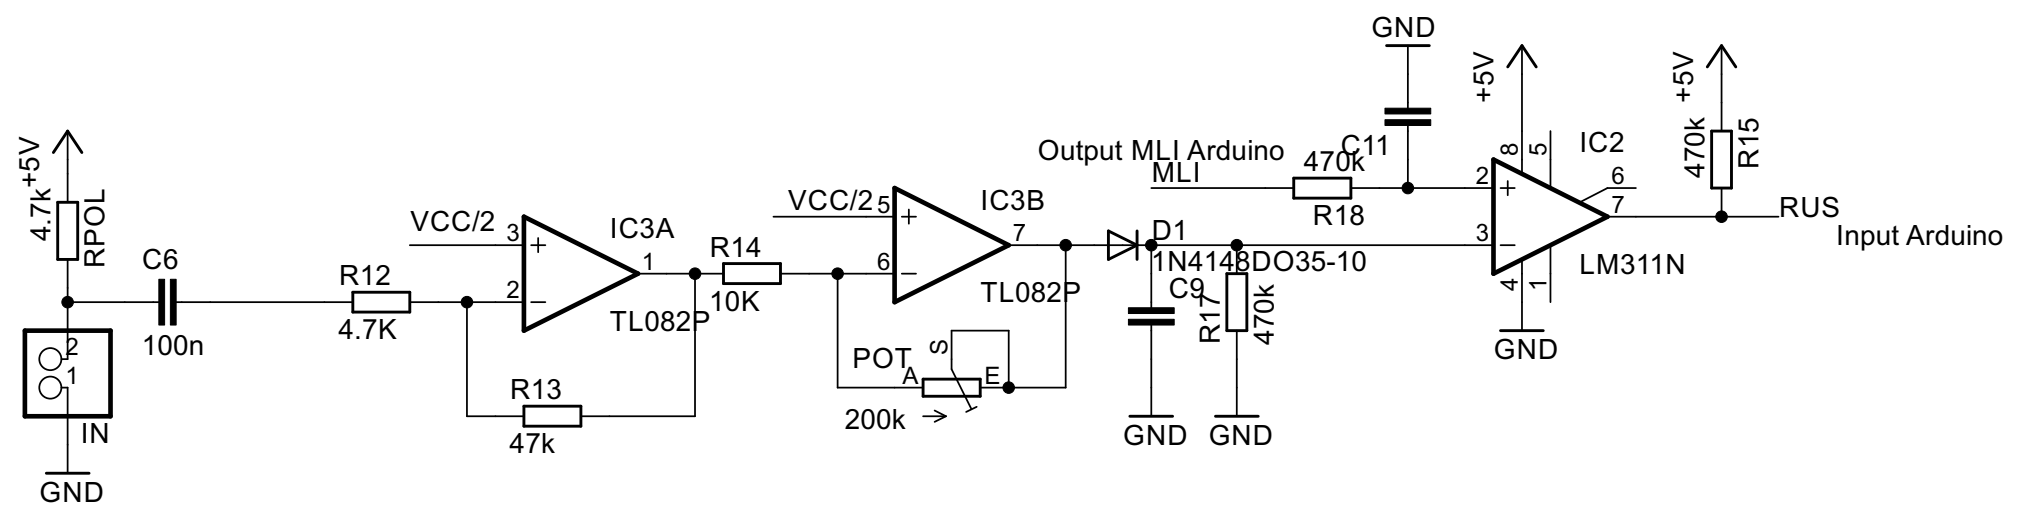 GND
+5V
+5V
4.7k
RPOL
C6
100n
2
1
IN
GND
R12
4.7K
VCC/2
3
2
+
−
1
IC3A
TL082P
R13
47k
R14
10K
VCC/2
5
6
+
−
7
IC3B
TL082P
POT
A
S
E
200k
D1
1N4148DO35-10
C9
GND
R17
470k
GND
Output MLI Arduino
MLI
470k
R18
C11
+5V
470k
R15
8
5
IC2
2
+
6
7
3
−
4
1
LM311N
GND
RUS
Input Arduino